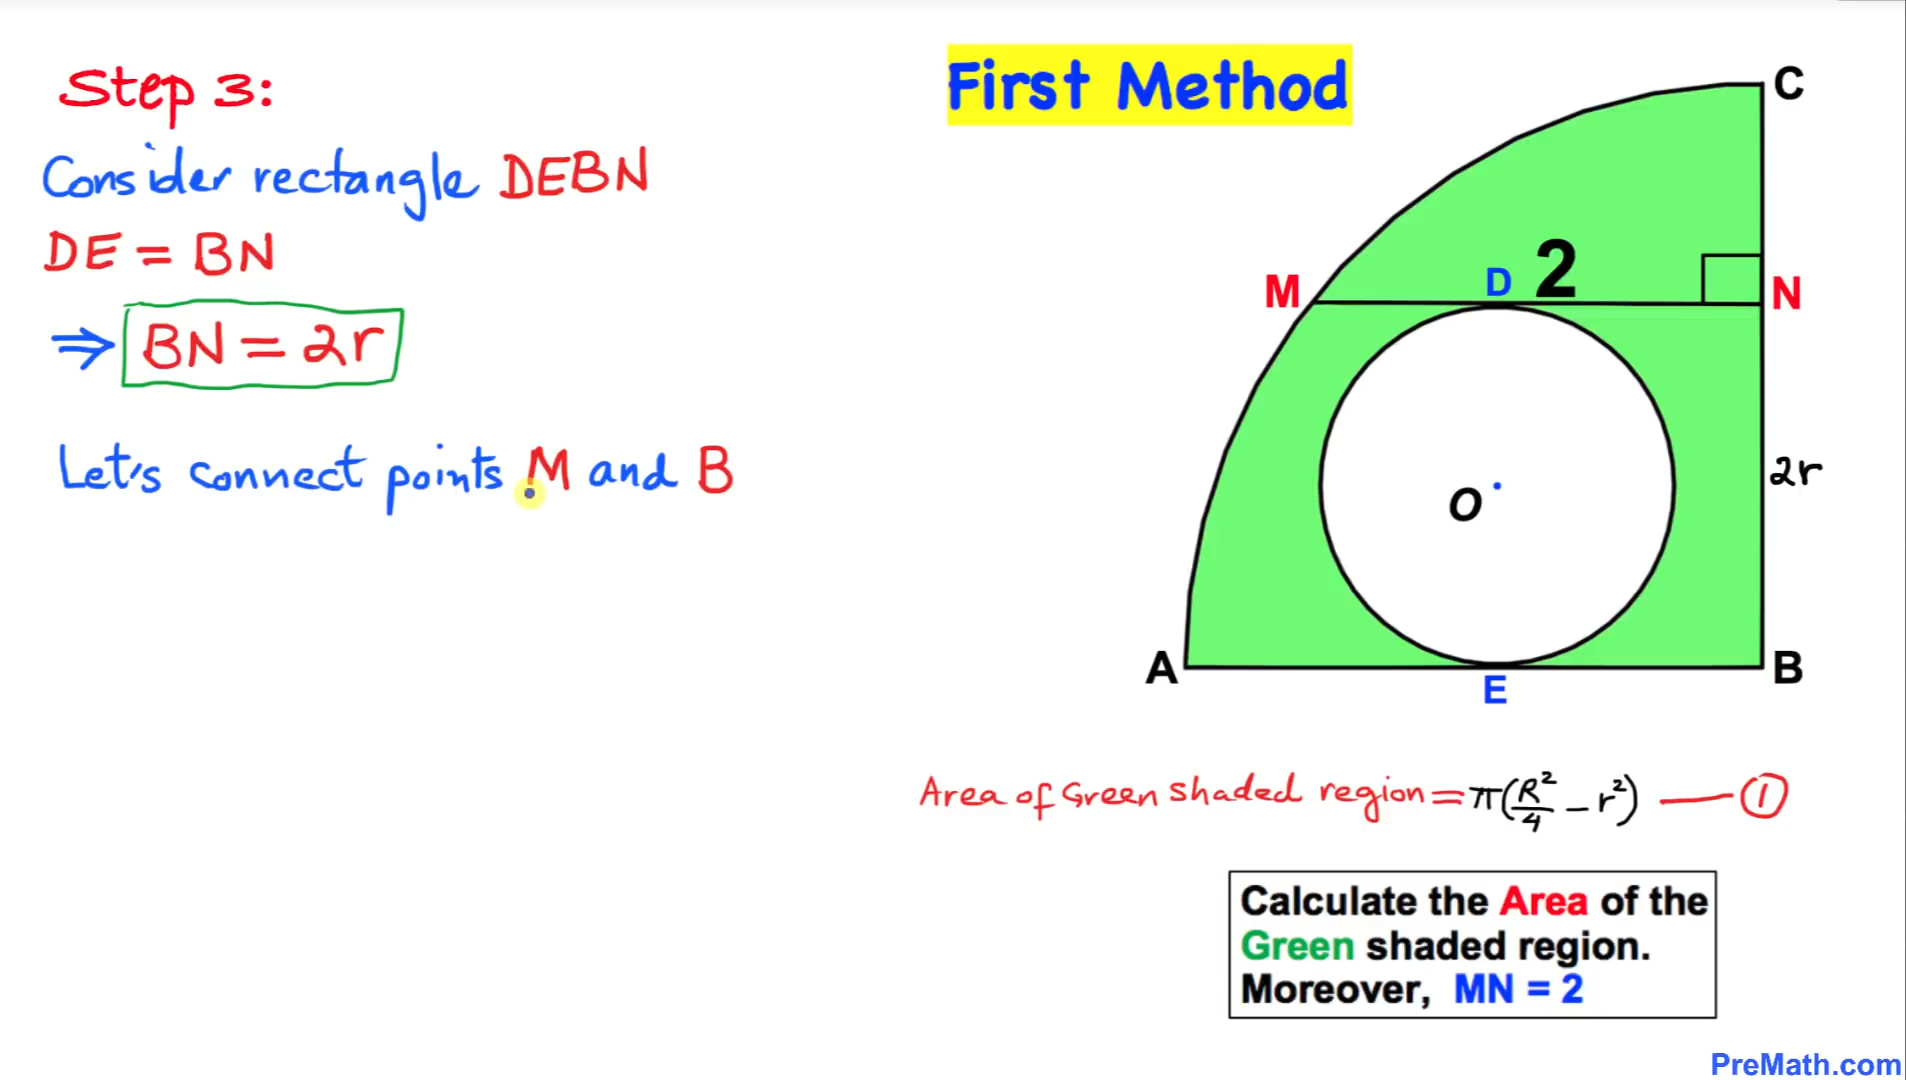 Step 3:
Consider rectangle DEBN
DE = BN
⇒ BN = 2r
Let's connect points M and B
First Method
C
M
D
2
N
O
2r
A
E
B
Area of Green shaded region = π(R²/4 − r²) —— ①
Calculate the Area of the
Green shaded region.
Moreover, MN = 2
PreMath.com